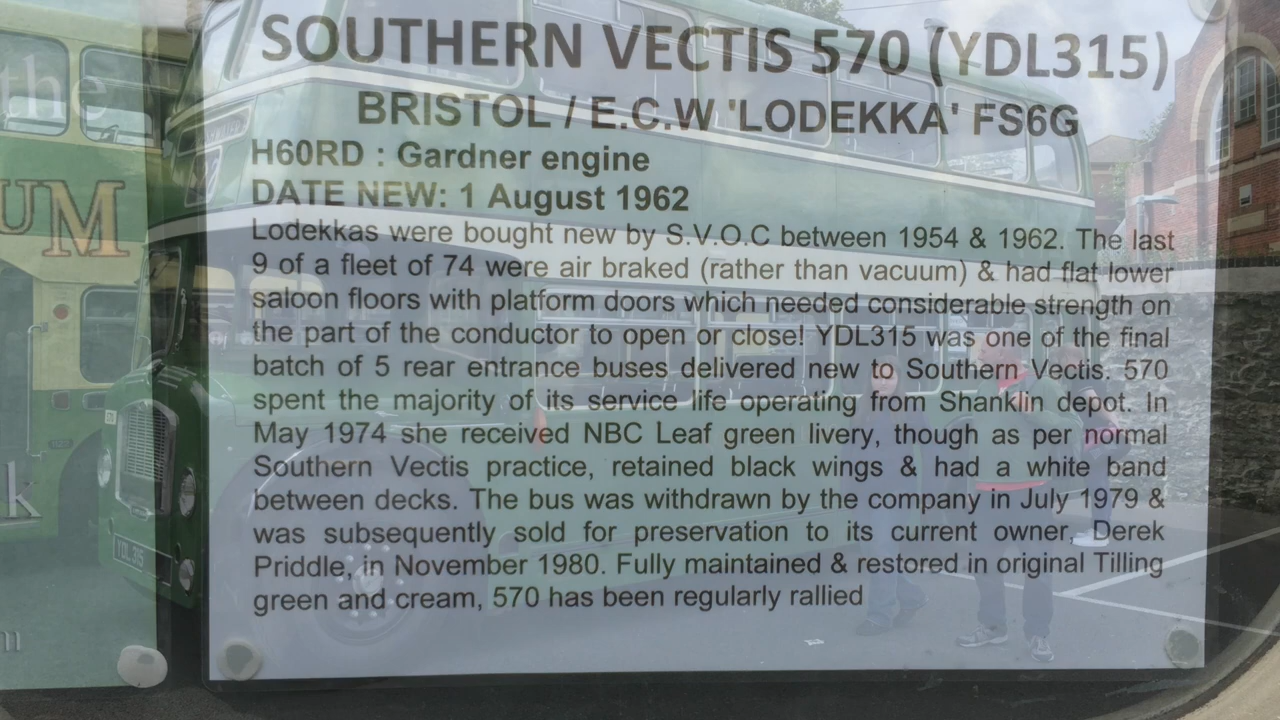 SOUTHERN VECTIS 570 (YDL315)
BRISTOL / E.C.W 'LODEKKA' FS6G
H60RD : Gardner engine
DATE NEW: 1 August 1962
Lodekkas were bought new by S.V.O.C between 1954 & 1962. The last
9 of a fleet of 74 were air braked (rather than vacuum) & had flat lower
saloon floors with platform doors which needed considerable strength on
the part of the conductor to open or close! YDL315 was one of the final
batch of 5 rear entrance buses delivered new to Southern Vectis. 570
spent the majority of its service life operating from Shanklin depot. In
May 1974 she received NBC Leaf green livery, though as per normal
Southern Vectis practice, retained black wings & had a white band
between decks. The bus was withdrawn by the company in July 1979 &
was subsequently sold for preservation to its current owner, Derek
Priddle, in November 1980. Fully maintained & restored in original Tilling
green and cream, 570 has been regularly rallied
the
UM
k
YDL 315